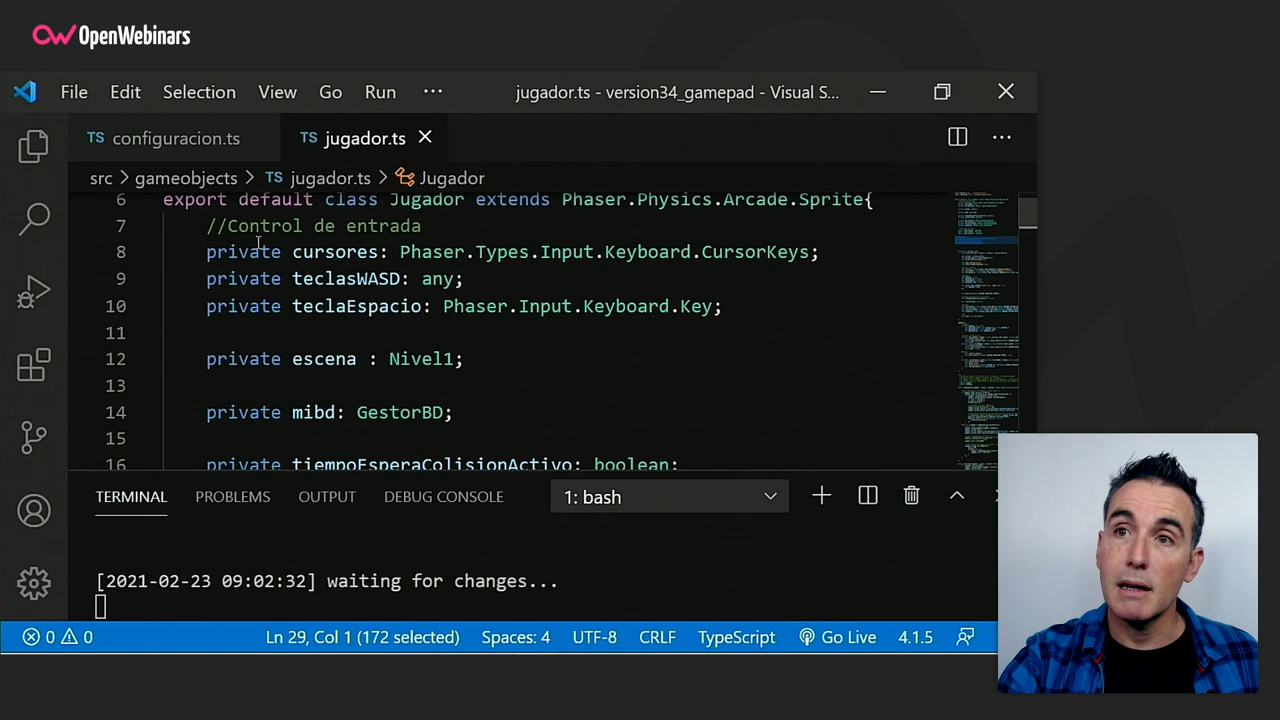 OpenWebinars
File Edit Selection View Go Run ··· jugador.ts - version34_gamepad - Visual S...
TS configuracion.ts TS jugador.ts
src > gameobjects > TS jugador.ts > Jugador
6 export default class Jugador extends Phaser.Physics.Arcade.Sprite{
7 //Control de entrada
8 private cursores: Phaser.Types.Input.Keyboard.CursorKeys;
9 private teclasWASD: any;
10 private teclaEspacio: Phaser.Input.Keyboard.Key;
11
12 private escena : Nivel1;
13
14 private mibd: GestorBD;
15
16 private tiempoEsperaColisionActivo: boolean;
TERMINAL PROBLEMS OUTPUT DEBUG CONSOLE 1: bash
[2021-02-23 09:02:32] waiting for changes...
0 0 Ln 29, Col 1 (172 selected) Spaces: 4 UTF-8 CRLF TypeScript Go Live 4.1.5